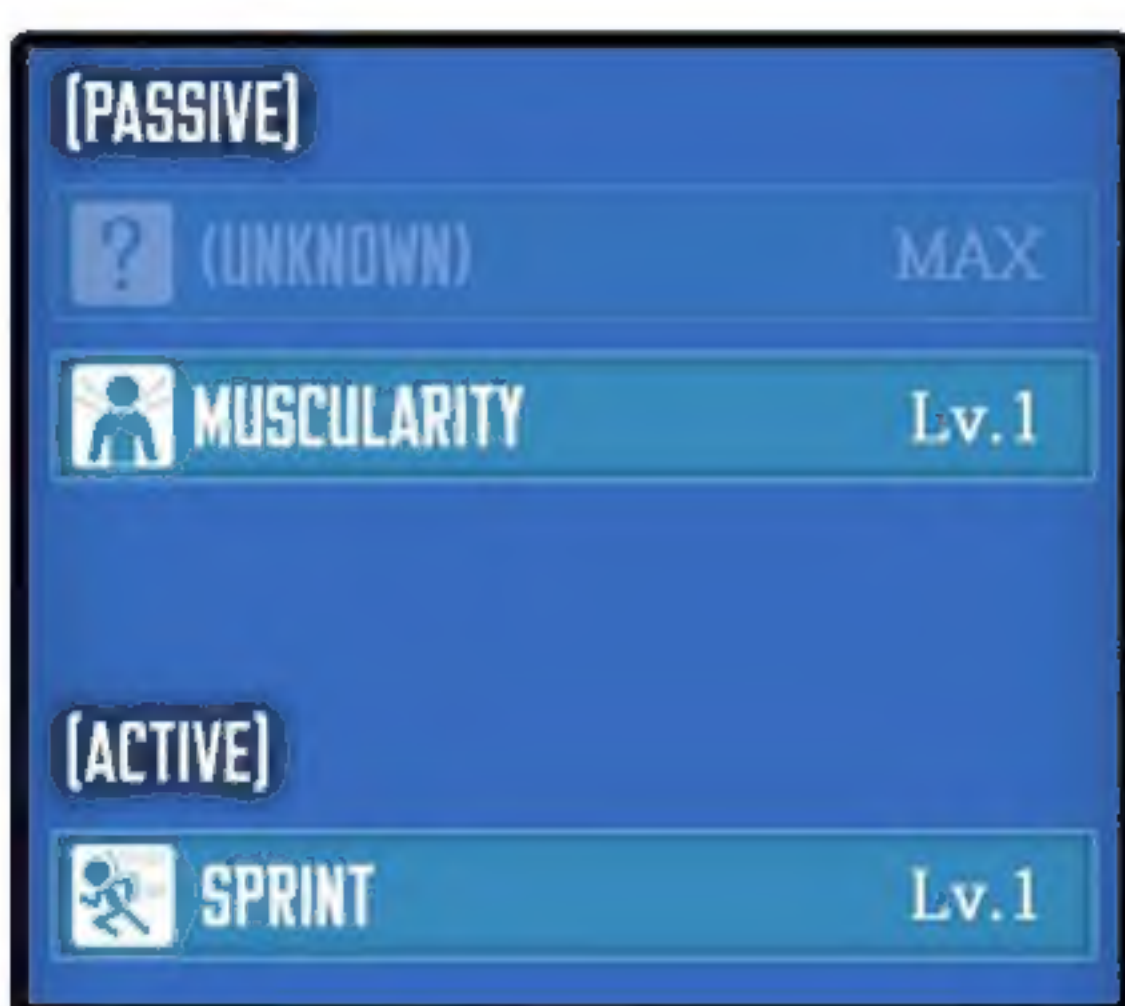 (PASSIVE)
? (UNKNOWN) MAX
MUSCULARITY Lv.1
(ACTIVE)
SPRINT Lv.1